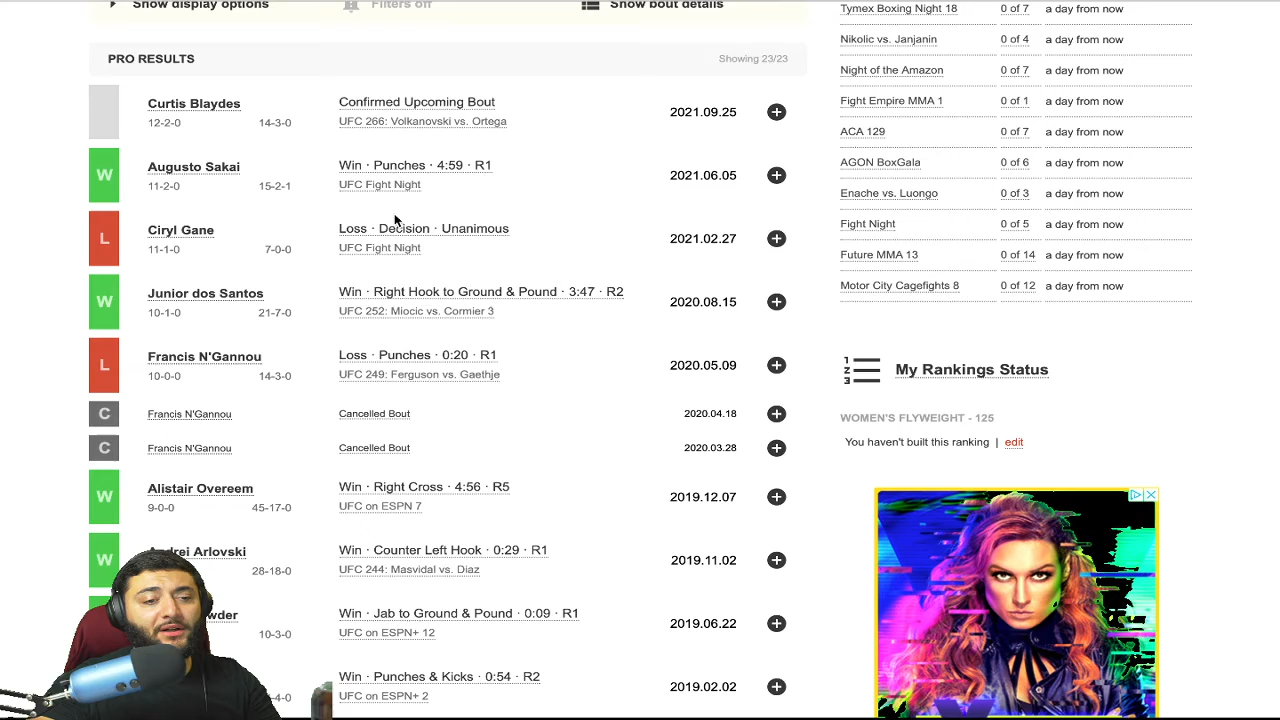 Show display options
Filters off
Show bout details
PRO RESULTS
Showing 23/23
Curtis Blaydes
12-2-0 14-3-0
Confirmed Upcoming Bout
UFC 266: Volkanovski vs. Ortega
2021.09.25
W
Augusto Sakai
11-2-0 15-2-1
Win · Punches · 4:59 · R1
UFC Fight Night
2021.06.05
L
Ciryl Gane
11-1-0 7-0-0
Loss · Decision · Unanimous
UFC Fight Night
2021.02.27
W
Junior dos Santos
10-1-0 21-7-0
Win · Right Hook to Ground & Pound · 3:47 · R2
UFC 252: Miocic vs. Cormier 3
2020.08.15
L
Francis N'Gannou
10-0-0 14-3-0
Loss · Punches · 0:20 · R1
UFC 249: Ferguson vs. Gaethje
2020.05.09
C
Francis N'Gannou
Cancelled Bout
2020.04.18
C
Francis N'Gannou
Cancelled Bout
2020.03.28
W
Alistair Overeem
9-0-0 45-17-0
Win · Right Cross · 4:56 · R5
UFC on ESPN 7
2019.12.07
W
Andrei Arlovski
28-18-0
Win · Counter Left Hook · 0:29 · R1
UFC 244: Masvidal vs. Diaz
2019.11.02
10-3-0
Win · Jab to Ground & Pound · 0:09 · R1
UFC on ESPN+ 12
2019.06.22
Win · Punches & Kicks · 0:54 · R2
UFC on ESPN+ 2
2019.02.02
Tymex Boxing Night 18 0 of 7 a day from now
Nikolic vs. Janjanin 0 of 4 a day from now
Night of the Amazon 0 of 7 a day from now
Fight Empire MMA 1 0 of 1 a day from now
ACA 129 0 of 7 a day from now
AGON BoxGala 0 of 6 a day from now
Enache vs. Luongo 0 of 3 a day from now
Fight Night 0 of 5 a day from now
Future MMA 13 0 of 14 a day from now
Motor City Cagefights 8 0 of 12 a day from now
My Rankings Status
WOMEN'S FLYWEIGHT - 125
You haven't built this ranking | edit